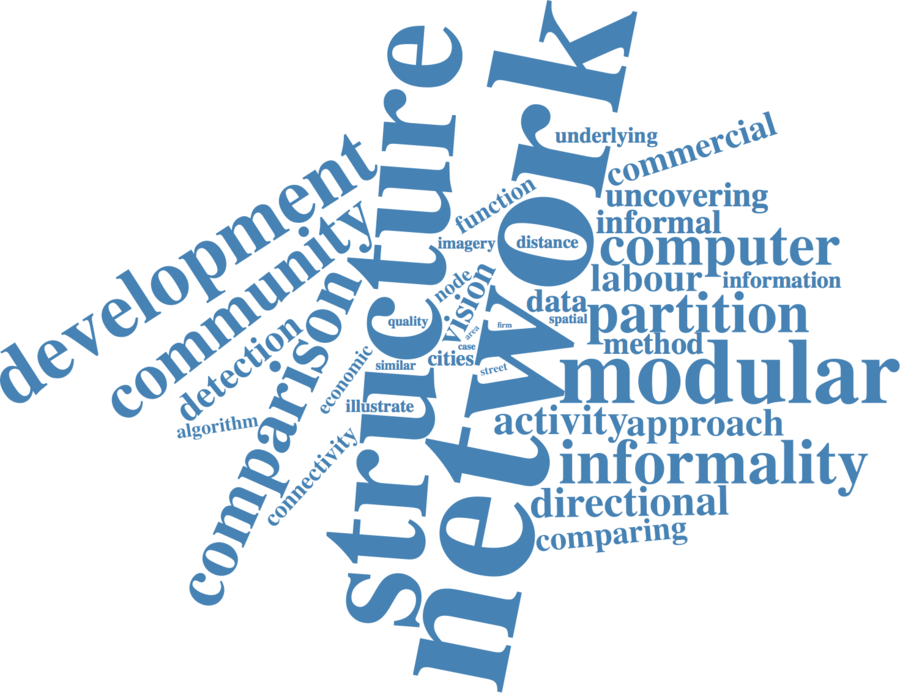 network
structure
development
community
comparison
detection
algorithm
economic
connectivity
similar
illustrate
quality
function
imagery
node
vision
area
case
cities
firm
street
distance
data
spatial
underlying
commercial
uncovering
informal
computer
labour
information
partition
method
modular
activity
approach
informality
directional
comparing